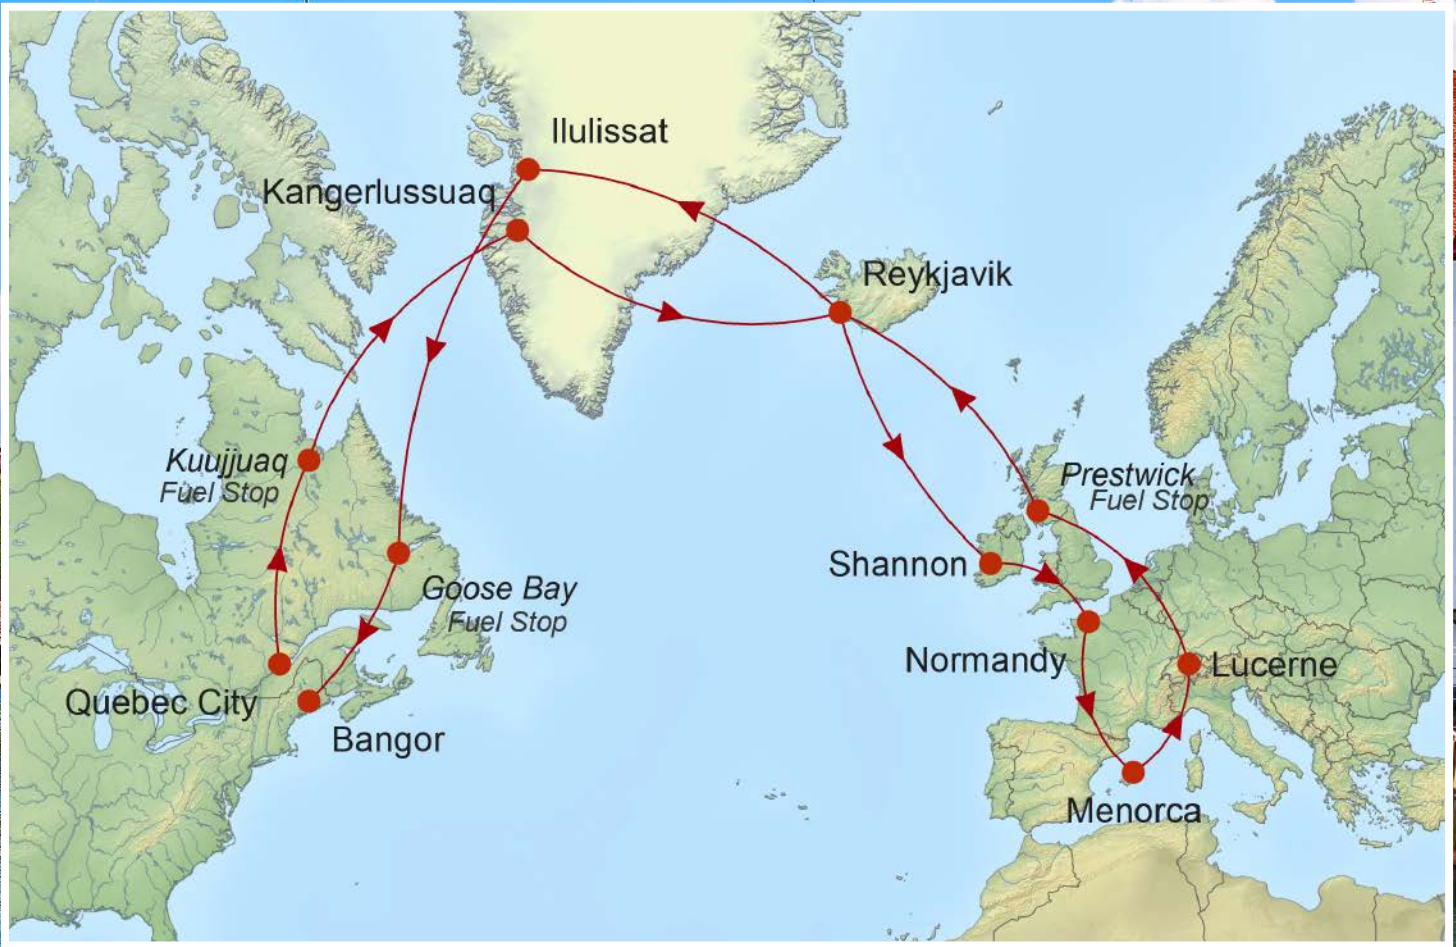 Ilulissat
Kangerlussuaq
Reykjavik
Kuujjuaq
Fuel Stop
Prestwick
Fuel Stop
Shannon
Goose Bay
Fuel Stop
Normandy
Lucerne
Quebec City
Bangor
Menorca